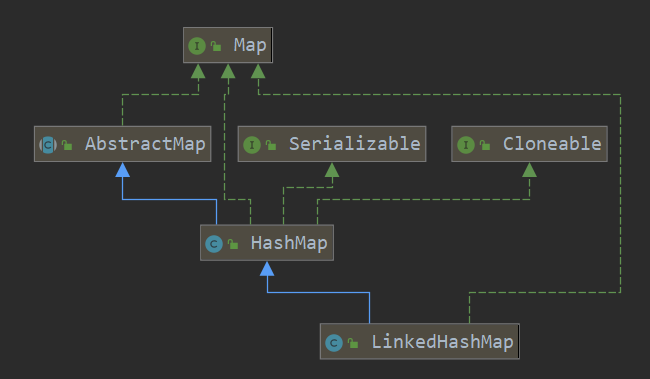 I Map
C AbstractMap
I Serializable
I Cloneable
C HashMap
C LinkedHashMap